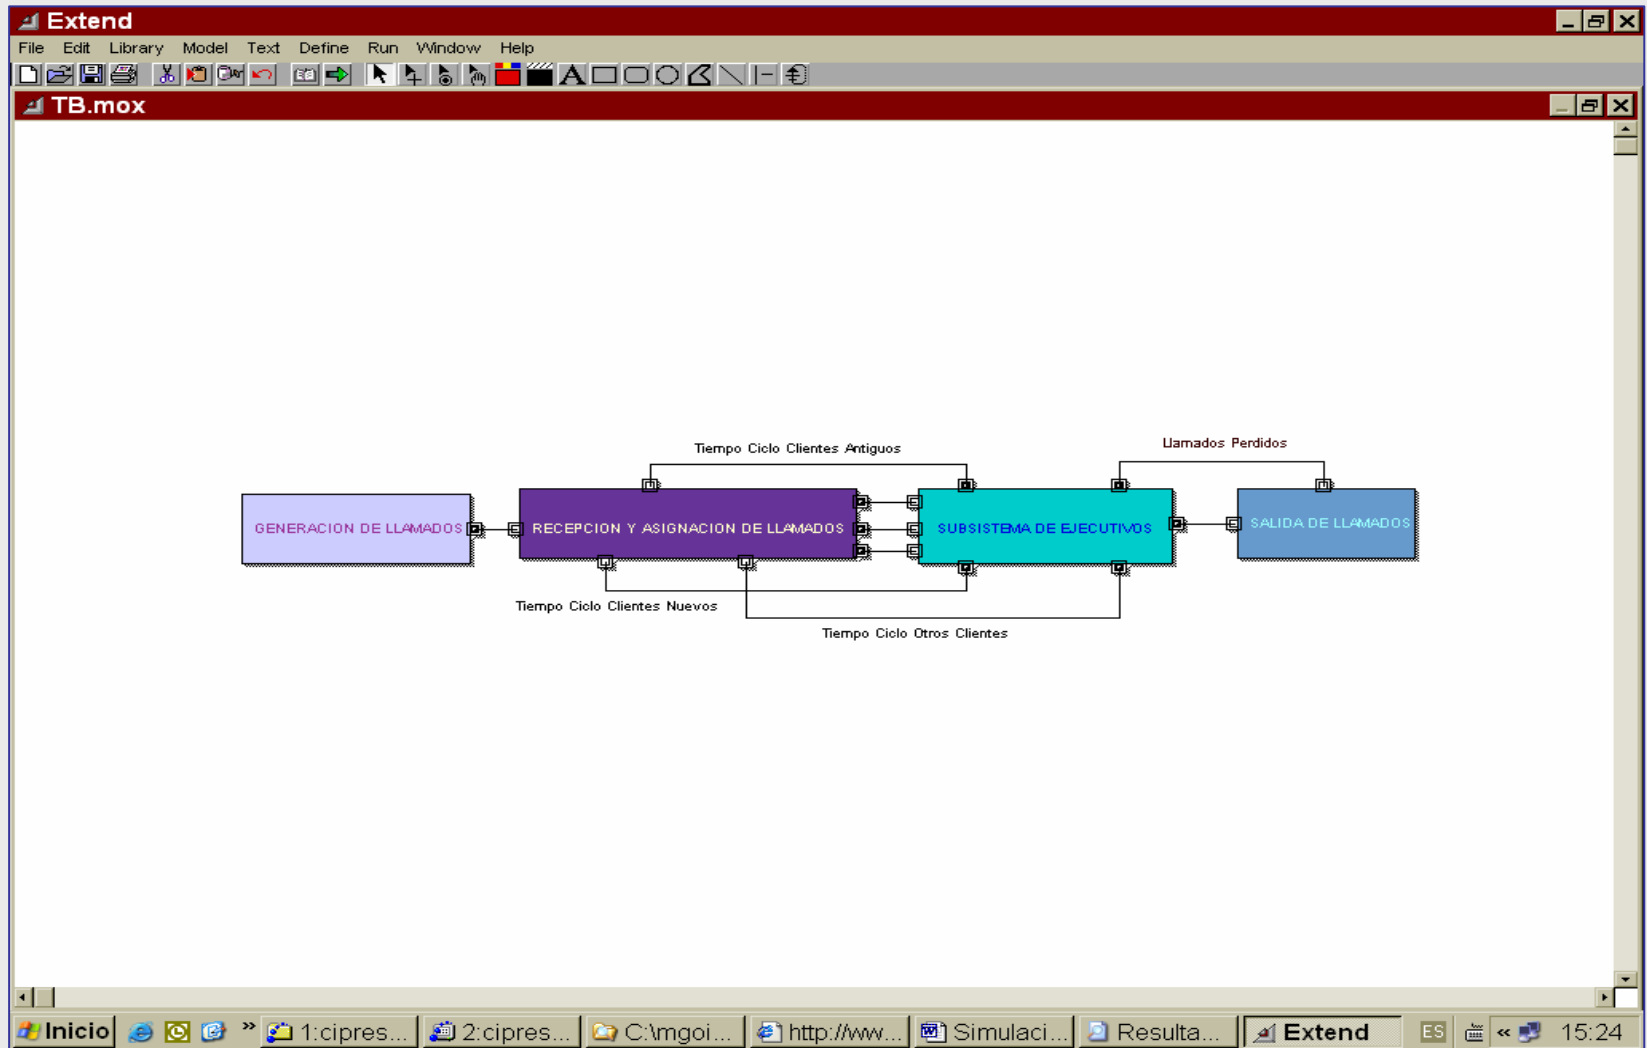 Extend
File Edit Library Model Text Define Run Window Help
TB.mox
Tiempo Ciclo Clientes Antiguos
Llamados Perdidos
GENERACION DE LLAMADOS
RECEPCION Y ASIGNACION DE LLAMADOS
SUBSISTEMA DE EJECUTIVOS
SALIDA DE LLAMADOS
Tiempo Ciclo Clientes Nuevos
Tiempo Ciclo Otros Clientes
Inicio » 1:cipres... 2:cipres... C:\mgoi... http://ww... Simulaci... Resulta... Extend ES « 15:24